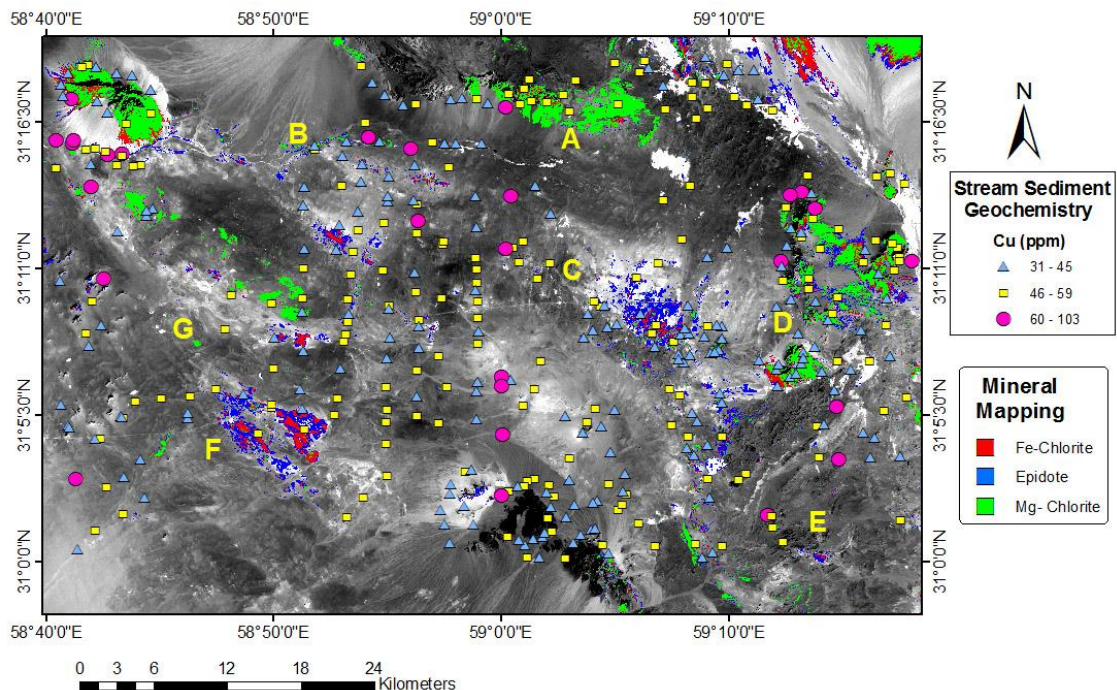 58°40'0"E 58°50'0"E 59°0'0"E 59°10'0"E
31°16'30"N
31°11'0"N
31°5'30"N
31°0'0"N
A
B
C
D
E
F
G
31°16'30"N
31°11'0"N
31°5'30"N
31°0'0"N
58°40'0"E 58°50'0"E 59°0'0"E 59°10'0"E
0 3 6 12 18 24
Kilometers
N
Stream Sediment
Geochemistry
Cu (ppm)
31 - 45
46 - 59
60 - 103
Mineral
Mapping
Fe-Chlorite
Epidote
Mg- Chlorite